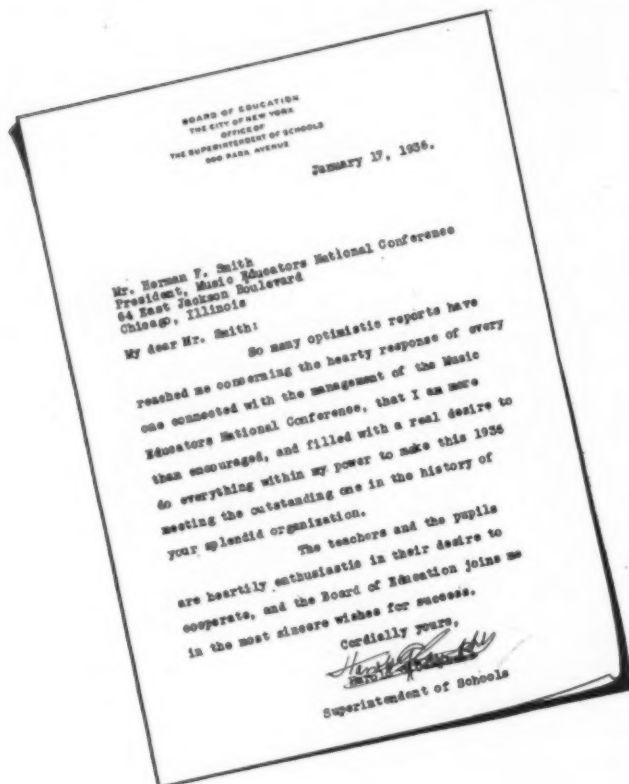 BOARD OF EDUCATION
THE CITY OF NEW YORK
OFFICE OF
THE SUPERINTENDENT OF SCHOOLS
500 PARK AVENUE
January 17, 1936.
Mr. Herman F. Smith
President, Music Educators National Conference
64 East Jackson Boulevard
Chicago, Illinois
My dear Mr. Smith:
So many optimistic reports have
reached me concerning the hearty response of every
one connected with the management of the Music
Educators National Conference, that I am more
than encouraged, and filled with a real desire to
do everything within my power to make this 1936
meeting the outstanding one in the history of
your splendid organization.
The teachers and the pupils
are heartily enthusiastic in their desire to
cooperate, and the Board of Education joins me
in the most sincere wishes for success.
Cordially yours,
Harold
Superintendent of Schools